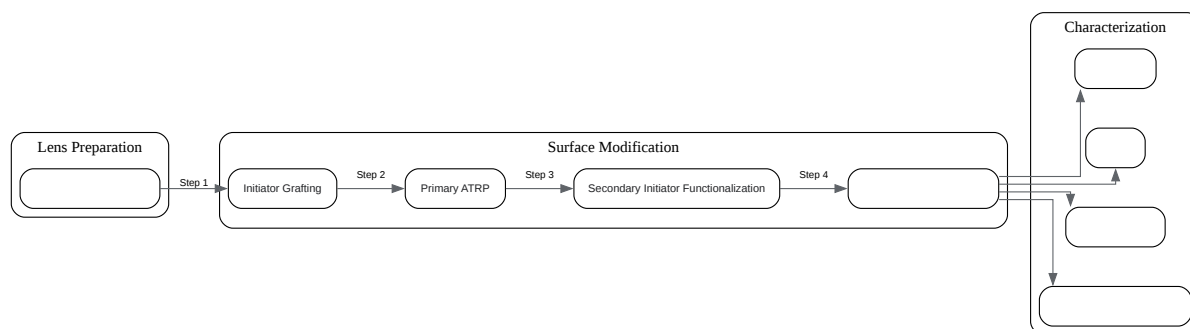 Characterization
Lens Preparation
Surface Modification
Step 1
Initiator Grafting
Step 2
Primary ATRP
Step 3
Secondary Initiator Functionalization
Step 4